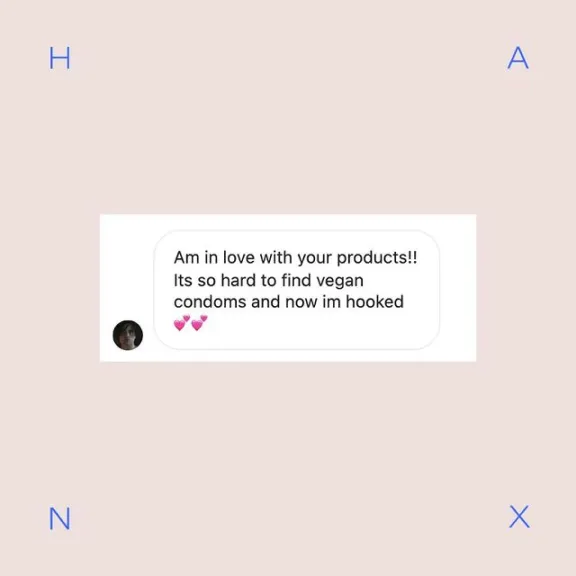 H A
Am in love with your products!!
Its so hard to find vegan
condoms and now im hooked
💕💕
N X